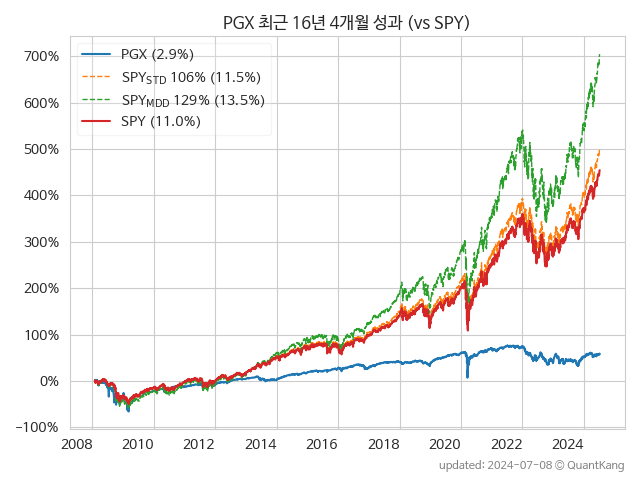 PGX 최근 16년 4개월 성과 (vs SPY)
PGX (2.9%)
SPYSTD 106% (11.5%)
SPYMDD 129% (13.5%)
SPY (11.0%)
700%
600%
500%
400%
300%
200%
100%
0%
−100%
2008 2010 2012 2014 2016 2018 2020 2022 2024
updated: 2024-07-08 © QuantKang